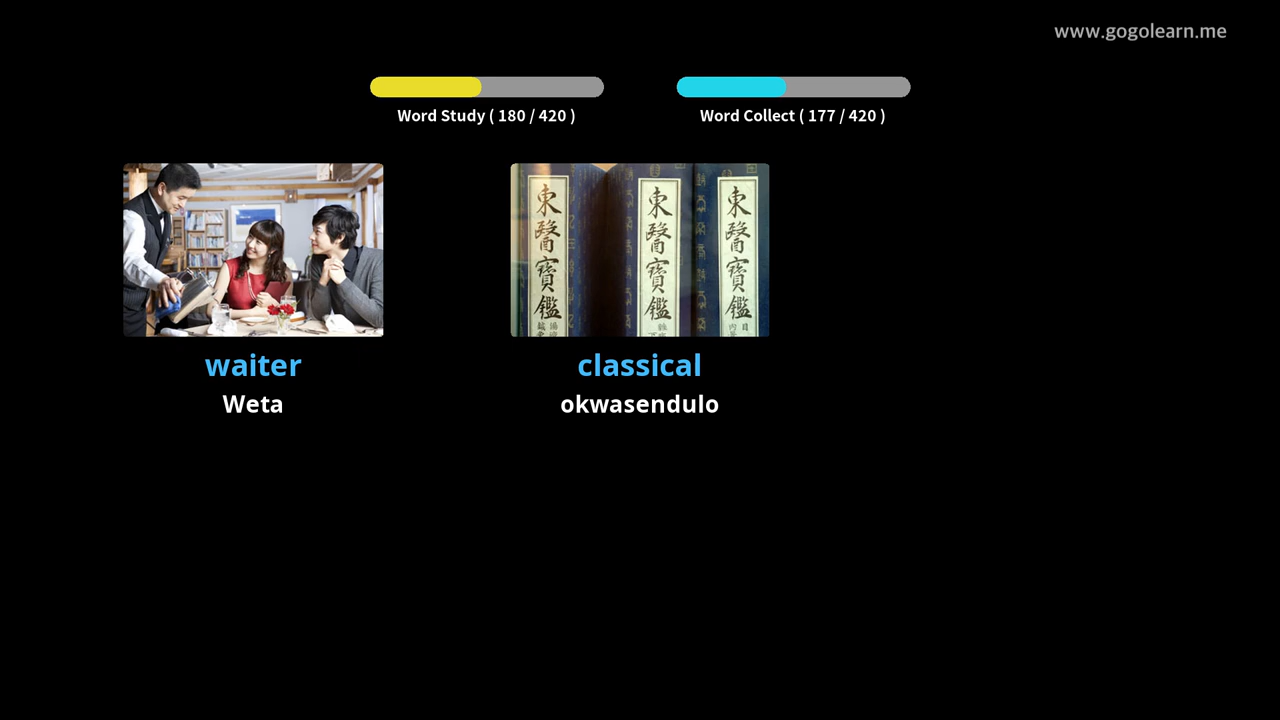 www.gogolearn.me
Word Study ( 180 / 420 )
Word Collect ( 177 / 420 )
東醫寶鑑
東醫寶鑑
東醫寶鑑
waiter
Weta
classical
okwasendulo